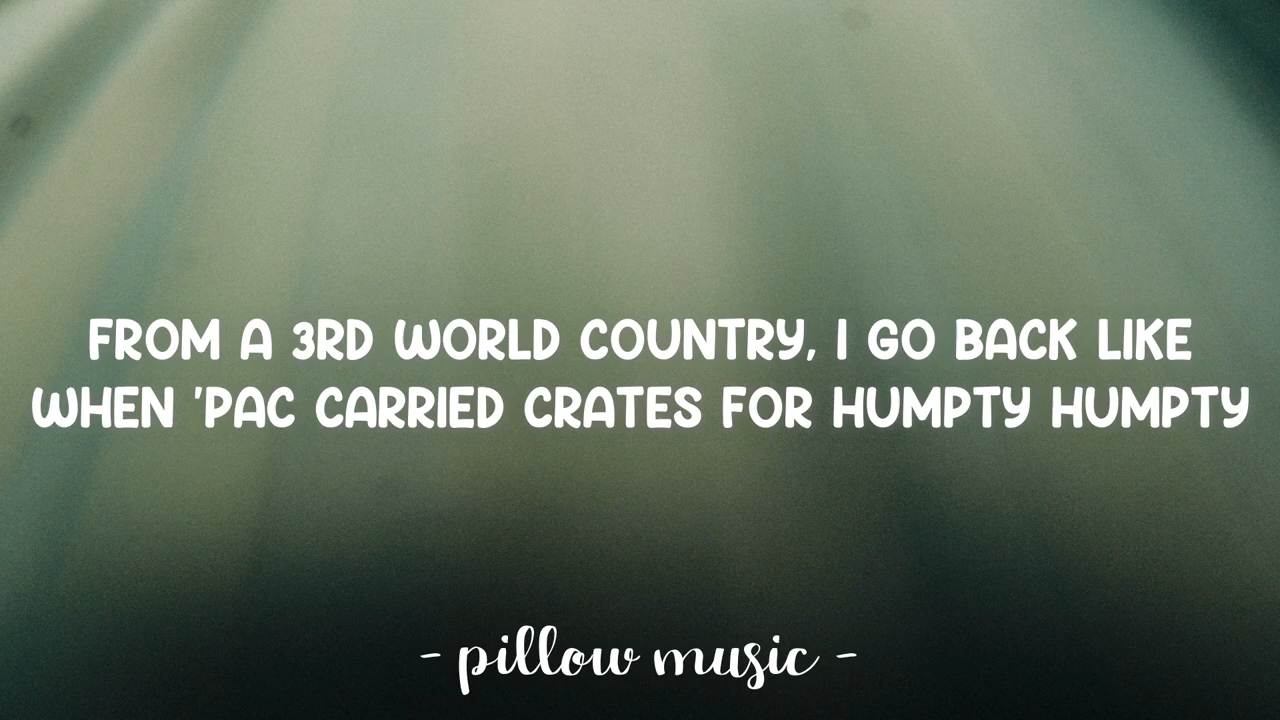 FROM A 3RD WORLD COUNTRY, I GO BACK LIKE
WHEN 'PAC CARRIED CRATES FOR HUMPTY HUMPTY
- pillow music -